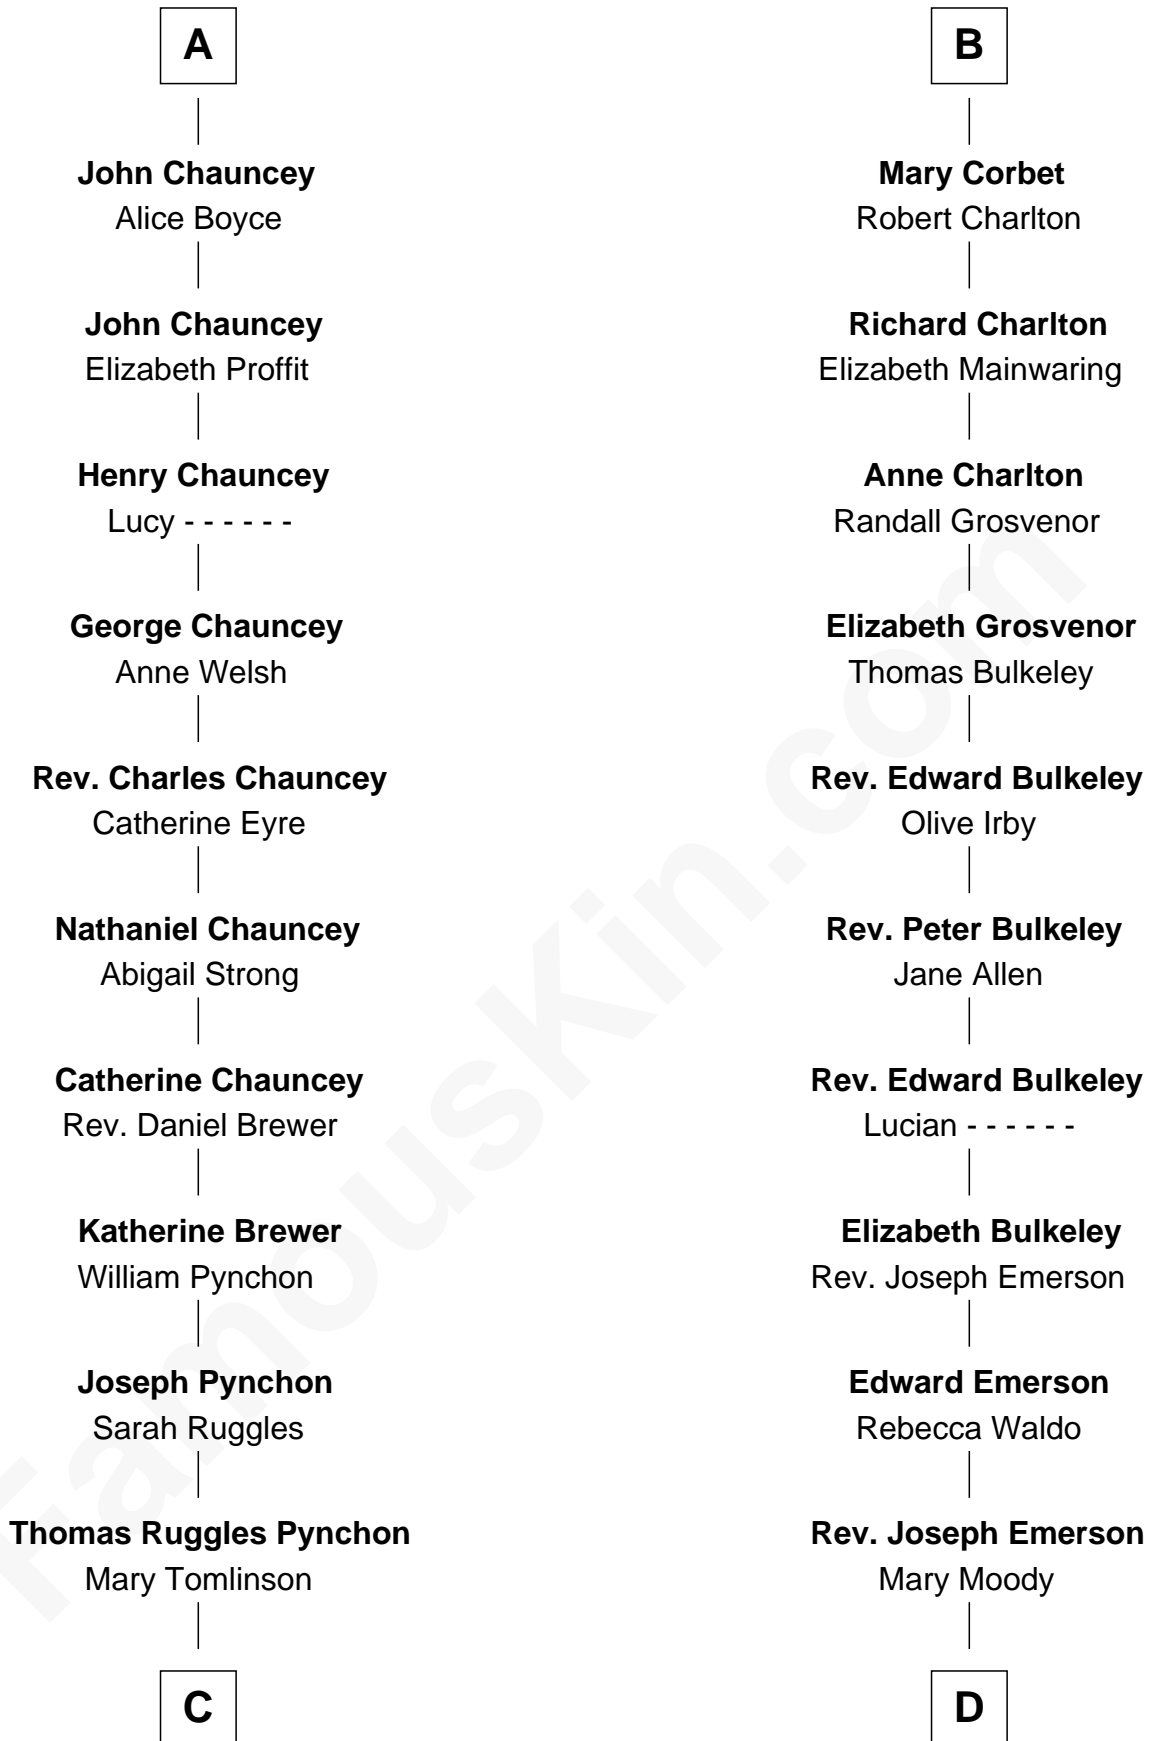 A
John Chauncey
Alice Boyce
John Chauncey
Elizabeth Proffit
Henry Chauncey
Lucy - - - - - -
George Chauncey
Anne Welsh
Rev. Charles Chauncey
Catherine Eyre
Nathaniel Chauncey
Abigail Strong
Catherine Chauncey
Rev. Daniel Brewer
Katherine Brewer
William Pynchon
Joseph Pynchon
Sarah Ruggles
Thomas Ruggles Pynchon
Mary Tomlinson
C
B
Mary Corbet
Robert Charlton
Richard Charlton
Elizabeth Mainwaring
Anne Charlton
Randall Grosvenor
Elizabeth Grosvenor
Thomas Bulkeley
Rev. Edward Bulkeley
Olive Irby
Rev. Peter Bulkeley
Jane Allen
Rev. Edward Bulkeley
Lucian - - - - - -
Elizabeth Bulkeley
Rev. Joseph Emerson
Edward Emerson
Rebecca Waldo
Rev. Joseph Emerson
Mary Moody
D
FamousKin.com